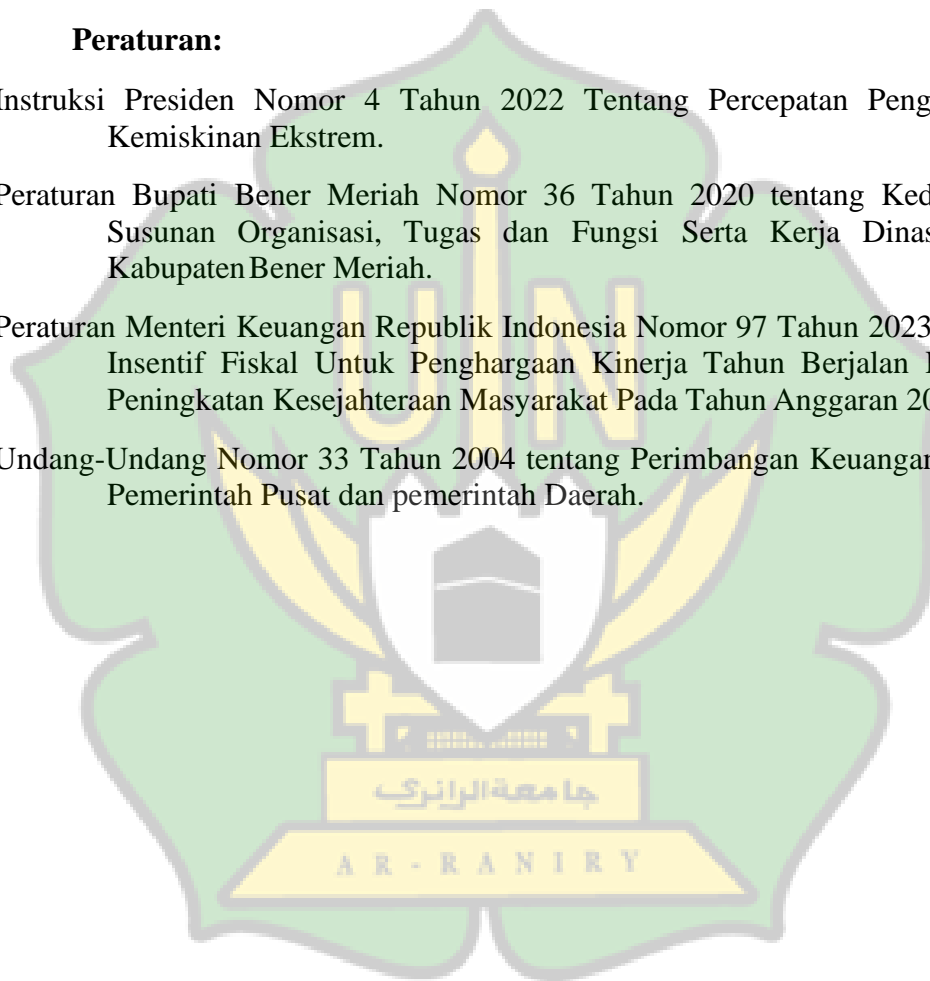 Peraturan:
Instruksi Presiden Nomor 4 Tahun 2022 Tentang Percepatan Peng
Kemiskinan Ekstrem.
Peraturan Bupati Bener Meriah Nomor 36 Tahun 2020 tentang Ked
Susunan Organisasi, Tugas dan Fungsi Serta Kerja Dinas
Kabupaten Bener Meriah.
Peraturan Menteri Keuangan Republik Indonesia Nomor 97 Tahun 2023
Insentif Fiskal Untuk Penghargaan Kinerja Tahun Berjalan
Peningkatan Kesejahteraan Masyarakat Pada Tahun Anggaran 20
Undang-Undang Nomor 33 Tahun 2004 tentang Perimbangan Keuangan
Pemerintah Pusat dan pemerintah Daerah.
UIN
جامعة الرانري
AR-RANIRY